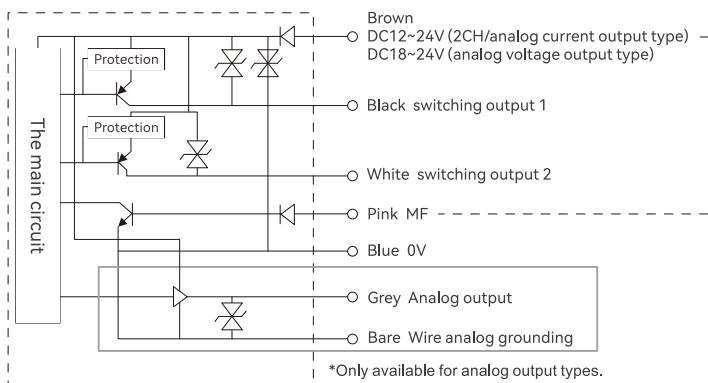 Brown
DC12~24V (2CH/analog current output type)
DC18~24V (analog voltage output type)
Protection
Black switching output 1
Protection
The main circuit
White switching output 2
Pink MF
Blue 0V
Grey Analog output
Bare Wire analog grounding
*Only available for analog output types.